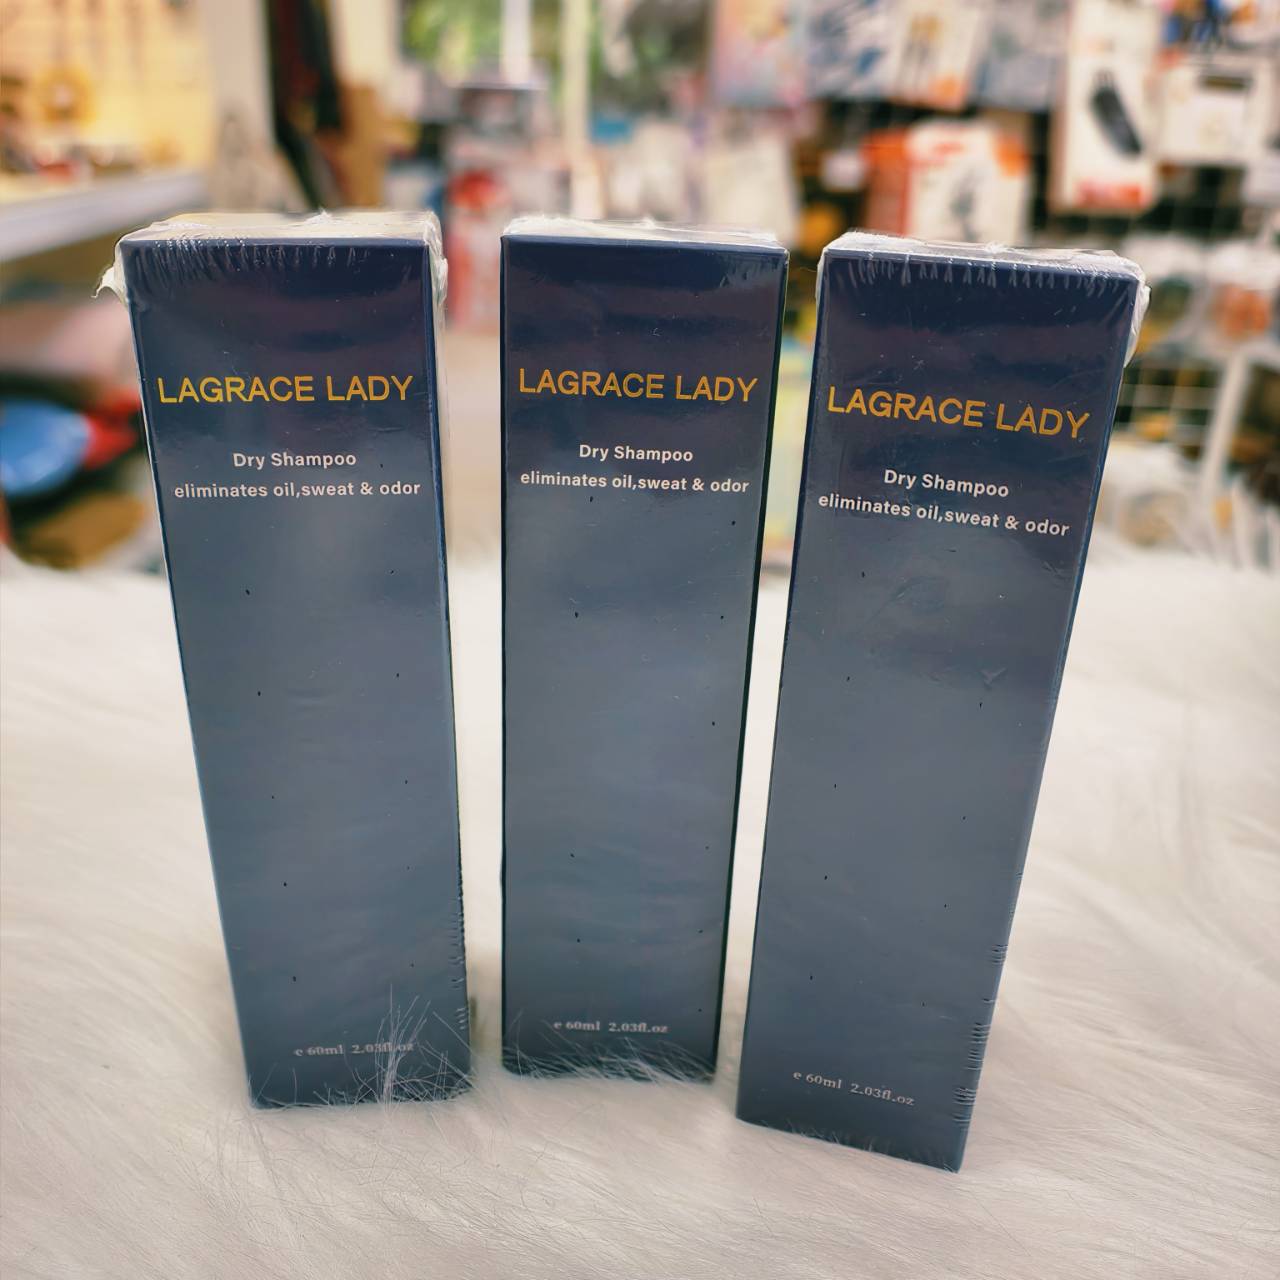 LAGRACE LADY
Dry Shampoo
eliminates oil,sweat & odor
e 60ml 2.03fl.oz
LAGRACE LADY
Dry Shampoo
eliminates oil,sweat & odor
e 60ml 2.03fl.oz
LAGRACE LADY
Dry Shampoo
eliminates oil,sweat & odor
e 60ml 2.03fl.oz